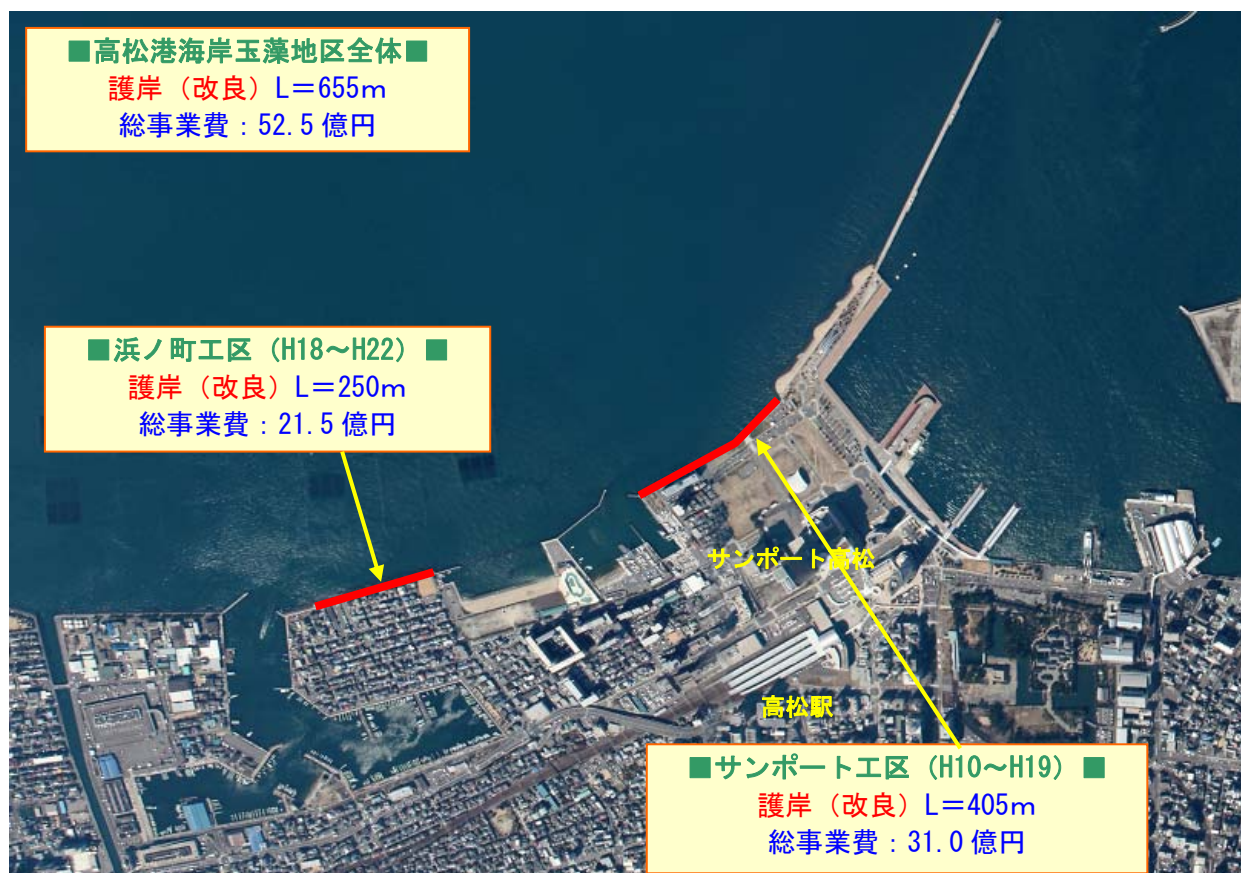 ■高松港海岸玉藻地区全体■
護岸（改良）L＝655m
総事業費：52.5億円
■浜ノ町工区（H18～H22）■
護岸（改良）L＝250m
総事業費：21.5億円
サンポート高松
高松駅
■サンポート工区（H10～H19）■
護岸（改良）L＝405m
総事業費：31.0億円